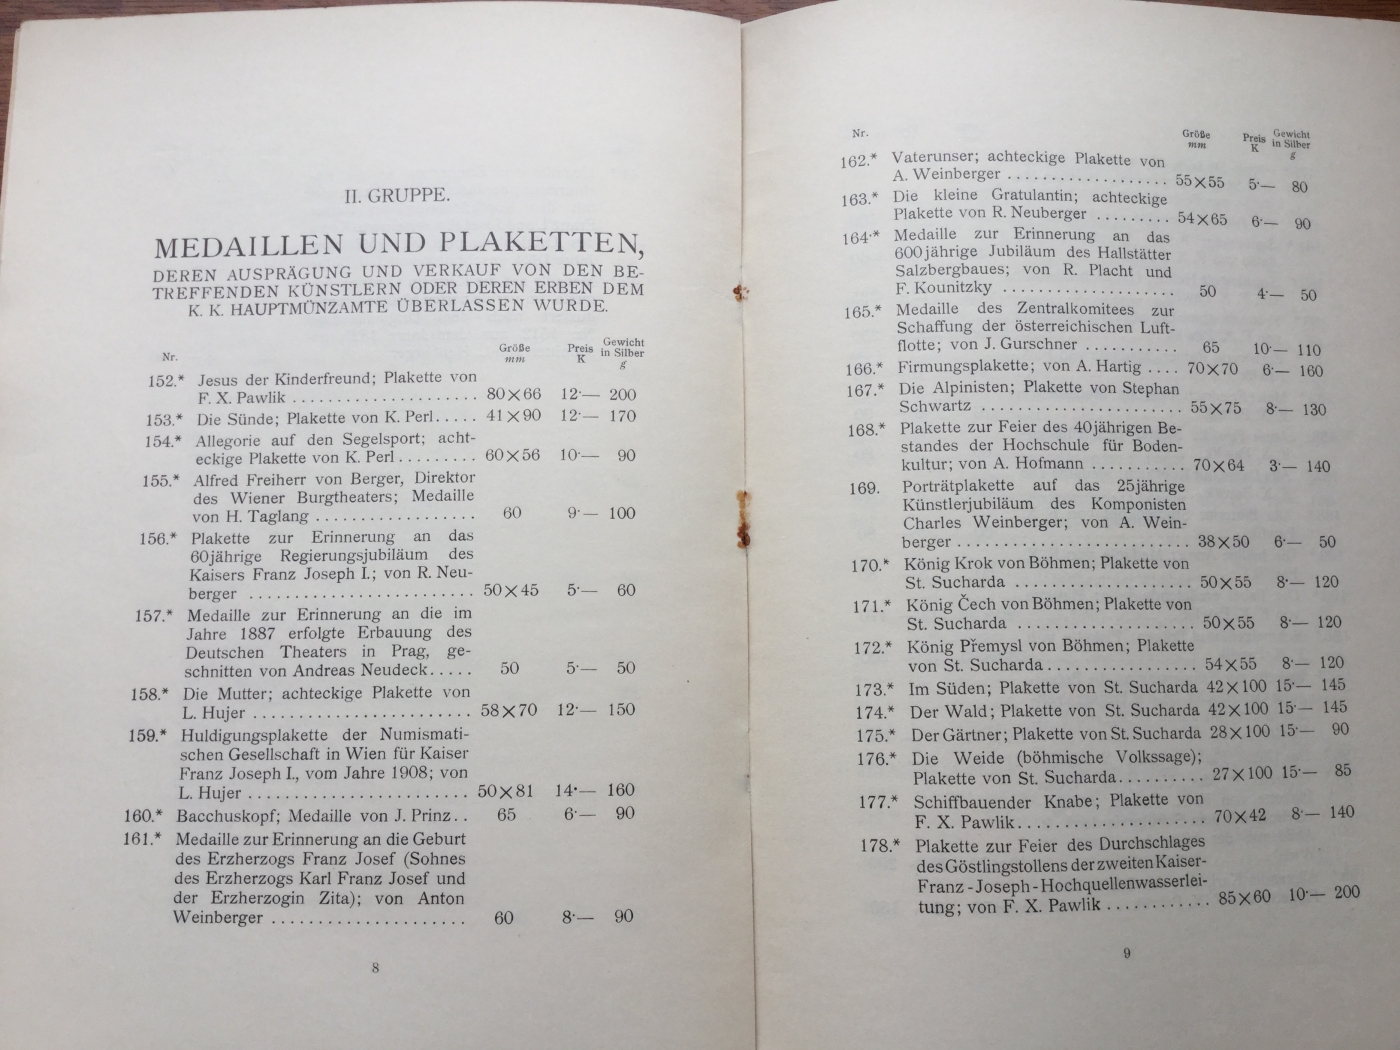 II. GRUPPE.
MEDAILLEN UND PLAKETTEN,
DEREN AUSPRÄGUNG UND VERKAUF VON DEN BE-
TREFFENDEN KÜNSTLERN ODER DEREN ERBEN DEM
K. K. HAUPTMÜNZAMTE ÜBERLASSEN WURDE.
Nr. Größe mm Preis K Gewicht in Silber g
152.* Jesus der Kinderfreund; Plakette von
F. X. Pawlik ..................... 80×66 12·— 200
153.* Die Sünde; Plakette von K. Perl..... 41×90 12·— 170
154.* Allegorie auf den Segelsport; acht-
eckige Plakette von K. Perl......... 60×56 10·— 90
155.* Alfred Freiherr von Berger, Direktor
des Wiener Burgtheaters; Medaille
von H. Taglang .................. 60 9·— 100
156.* Plakette zur Erinnerung an das
60jährige Regierungsjubiläum des
Kaisers Franz Joseph I.; von R. Neu-
berger .......................... 50×45 5·— 60
157.* Medaille zur Erinnerung an die im
Jahre 1887 erfolgte Erbauung des
Deutschen Theaters in Prag, ge-
schnitten von Andreas Neudeck..... 50 5·— 50
158.* Die Mutter; achteckige Plakette von
L. Hujer ........................ 58×70 12·— 150
159.* Huldigungsplakette der Numismati-
schen Gesellschaft in Wien für Kaiser
Franz Joseph I., vom Jahre 1908; von
L. Hujer ......................... 50×81 14·— 160
160.* Bacchuskopf; Medaille von J. Prinz.. 65 6·— 90
161.* Medaille zur Erinnerung an die Geburt
des Erzherzogs Franz Josef (Sohnes
des Erzherzogs Karl Franz Josef und
der Erzherzogin Zita); von Anton
Weinberger ...................... 60 8·— 90
8
Nr. Größe mm Preis K Gewicht in Silber g
162.* Vaterunser; achteckige Plakette von
A. Weinberger ................... 55×55 5·— 80
163.* Die kleine Gratulantin; achteckige
Plakette von R. Neuberger ......... 54×65 6·— 90
164.* Medaille zur Erinnerung an das
600jährige Jubiläum des Hallstätter
Salzbergbaues; von R. Placht und
F. Kounitzky .................... 50 4·— 50
165.* Medaille des Zentralkomitees zur
Schaffung der österreichischen Luft-
flotte; von J. Gurschner ........... 65 10·— 110
166.* Firmungsplakette; von A. Hartig .... 70×70 6·— 160
167.* Die Alpinisten; Plakette von Stephan
Schwartz ....................... 55×75 8·— 130
168.* Plakette zur Feier des 40jährigen Be-
standes der Hochschule für Boden-
kultur; von A. Hofmann ........... 70×64 3·— 140
169. Porträtplakette auf das 25jährige
Künstlerjubiläum des Komponisten
Charles Weinberger; von A. Wein-
berger.......................... 38×50 6·— 50
170.* König Krok von Böhmen; Plakette von
St. Sucharda .................... 50×55 8·— 120
171.* König Čech von Böhmen; Plakette von
St. Sucharda .................... 50×55 8·— 120
172.* König Přemysl von Böhmen; Plakette
von St. Sucharda................. 54×55 8·— 120
173.* Im Süden; Plakette von St. Sucharda 42×100 15·— 145
174.* Der Wald; Plakette von St. Sucharda 42×100 15·— 145
175.* Der Gärtner; Plakette von St. Sucharda 28×100 15·— 90
176.* Die Weide (böhmische Volkssage);
Plakette von St. Sucharda.......... 27×100 15·— 85
177.* Schiffbauender Knabe; Plakette von
F. X. Pawlik..................... 70×42 8·— 140
178.* Plakette zur Feier des Durchschlages
des Göstlingstollens der zweiten Kaiser-
Franz-Joseph-Hochquellenwasserlei-
tung; von F. X. Pawlik ............ 85×60 10·— 200
9